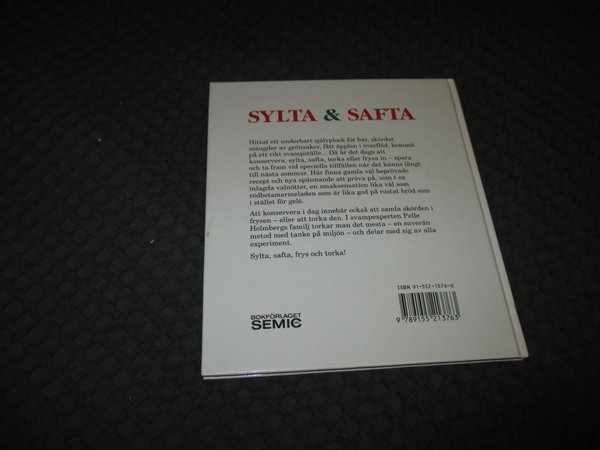 SYLTA & SAFTA
Hittat ett underbart självplock för bär, skördat
mängder av grönsaker, fått äpplen i överflöd, kommit
på ett rikt svampställe... Då är det dags att
konservera, sylta, safta, torka eller frysa in – spara
och ta fram vid speciella tillfällen när det känns långt
till nästa sommar. Här finns gamla väl beprövade
recept och nya spännande att pröva på, som t ex
inlagda valnötter, en smaksensation lika väl som
rödbetsmarmeladen som är lika god på rostat bröd som
i stället för gelé.
Att konservera i dag innebär också att samla skörden i
frysen – eller att torka den. I svampexperten Pelle
Holmbergs familj torkar man det mesta – en suverän
metod med tanke på miljön – och delar med sig av alla
experiment.
Sylta, safta, frys och torka!
ISBN 91-552-1376-6
9 789155 213763
BOKFÖRLAGET
SEMIC